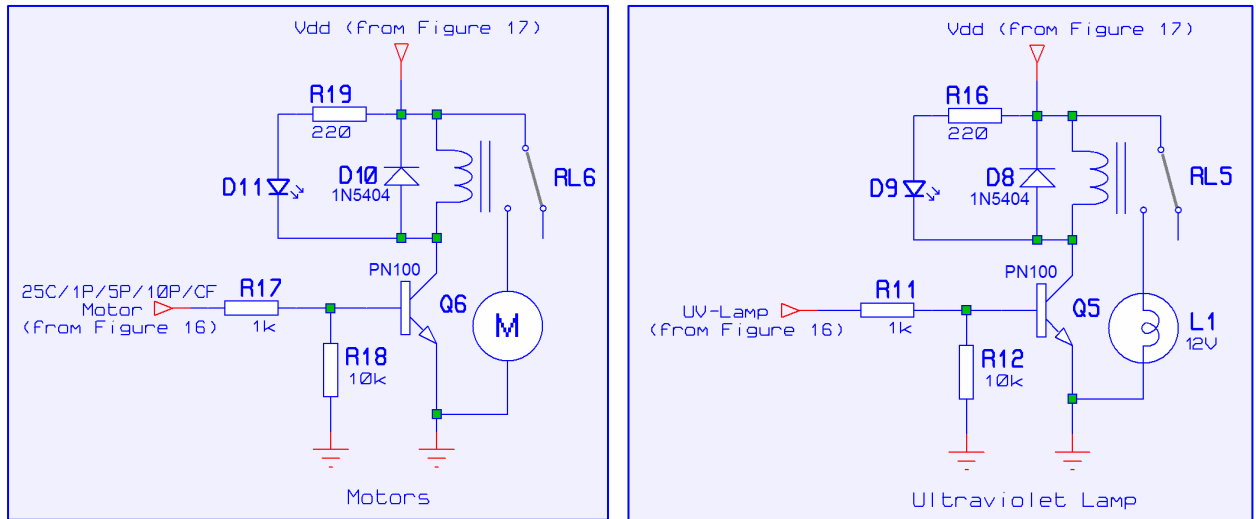 Vdd (from Figure 17)
R19
220
D11
D10
1N5404
RL6
PN100
25C/1P/5P/10P/CF
Motor
(from Figure 16)
R17
1k
Q6
M
R18
10k
Motors
Vdd (from Figure 17)
R16
220
D9
D8
1N5404
RL5
PN100
UV-Lamp
(from Figure 16)
R11
1k
Q5
L1
12V
R12
10k
Ultraviolet Lamp